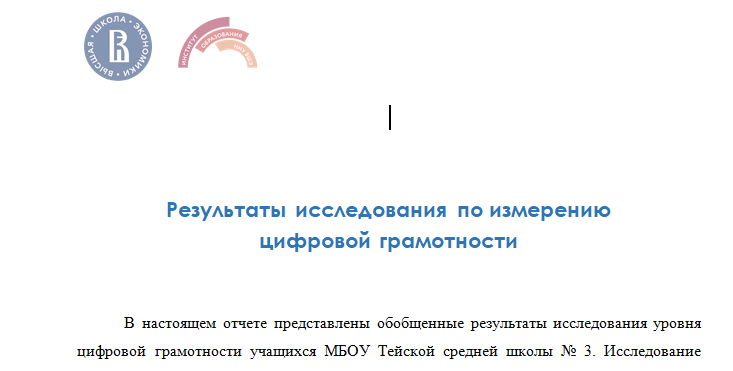 ВЫСШАЯ • ШКОЛА • ЭКОНОМИКИ •
ИНСТИТУТ
ОБРАЗОВАНИЯ
НИУ ВШЭ
Результаты исследования по измерению
цифровой грамотности
В настоящем отчете представлены обобщенные результаты исследования уровня
цифровой грамотности учащихся МБОУ Тейской средней школы № 3. Исследование